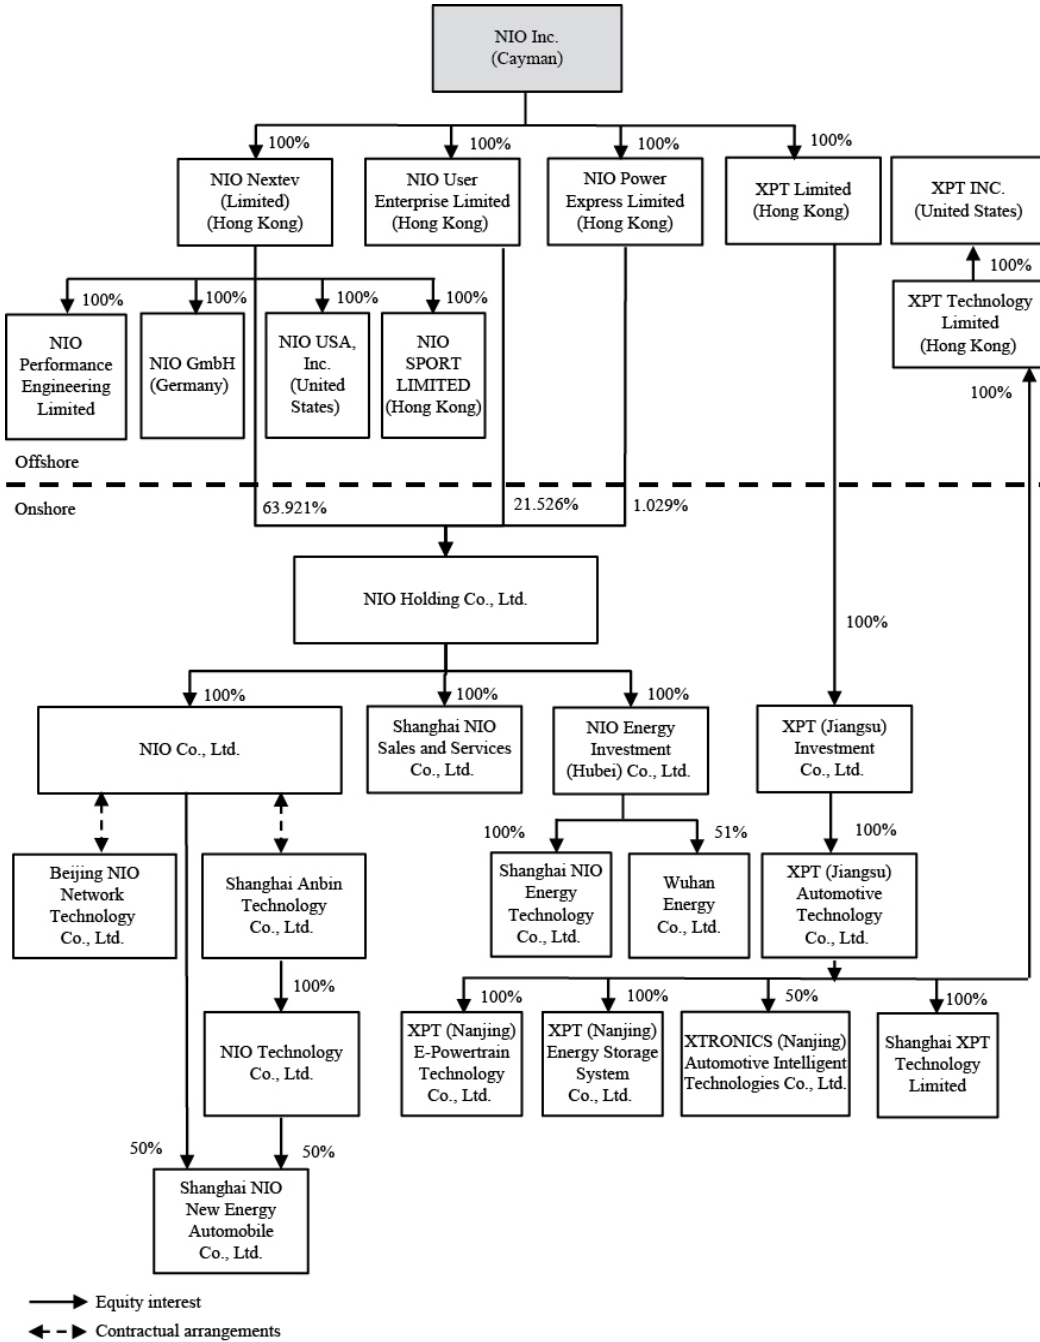 NIO Inc.
(Cayman)
100%
100%
100%
100%
NIO Nextev
(Limited)
(Hong Kong)
NIO User
Enterprise Limited
(Hong Kong)
NIO Power
Express Limited
(Hong Kong)
XPT Limited
(Hong Kong)
XPT INC.
(United States)
100%
XPT Technology
Limited
(Hong Kong)
100%
100%
100%
100%
100%
NIO
Performance
Engineering
Limited
NIO GmbH
(Germany)
NIO USA,
Inc.
(United
States)
NIO
SPORT
LIMITED
(Hong Kong)
Offshore
Onshore
63.921%
21.526%
1.029%
NIO Holding Co., Ltd.
100%
100%
100%
100%
NIO Co., Ltd.
Shanghai NIO
Sales and Services
Co., Ltd.
NIO Energy
Investment
(Hubei) Co., Ltd.
XPT (Jiangsu)
Investment
Co., Ltd.
100%
51%
100%
Beijing NIO
Network
Technology
Co., Ltd.
Shanghai Anbin
Technology
Co., Ltd.
Shanghai NIO
Energy
Technology
Co., Ltd.
Wuhan
Energy
Co., Ltd.
XPT (Jiangsu)
Automotive
Technology
Co., Ltd.
100%
100%
100%
50%
100%
NIO Technology
Co., Ltd.
XPT (Nanjing)
E-Powertrain
Technology
Co., Ltd.
XPT (Nanjing)
Energy Storage
System
Co., Ltd.
XTRONICS (Nanjing)
Automotive Intelligent
Technologies Co., Ltd.
Shanghai XPT
Technology
Limited
50%
50%
Shanghai NIO
New Energy
Automobile
Co., Ltd.
Equity interest
Contractual arrangements